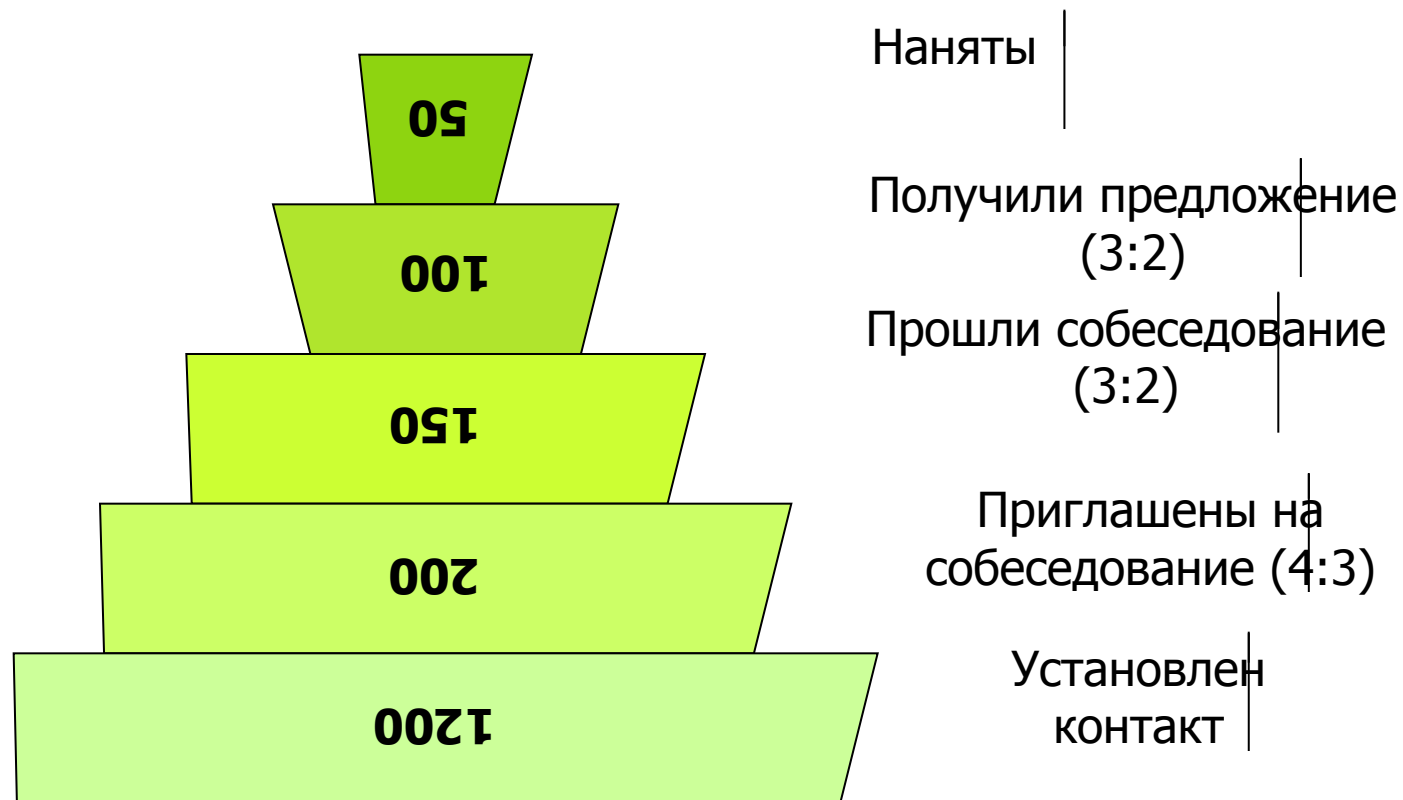 50
Наняты
100
Получили предложение
(3:2)
150
Прошли собеседование
(3:2)
200
Приглашены на
собеседование (4:3)
1200
Установлен
контакт